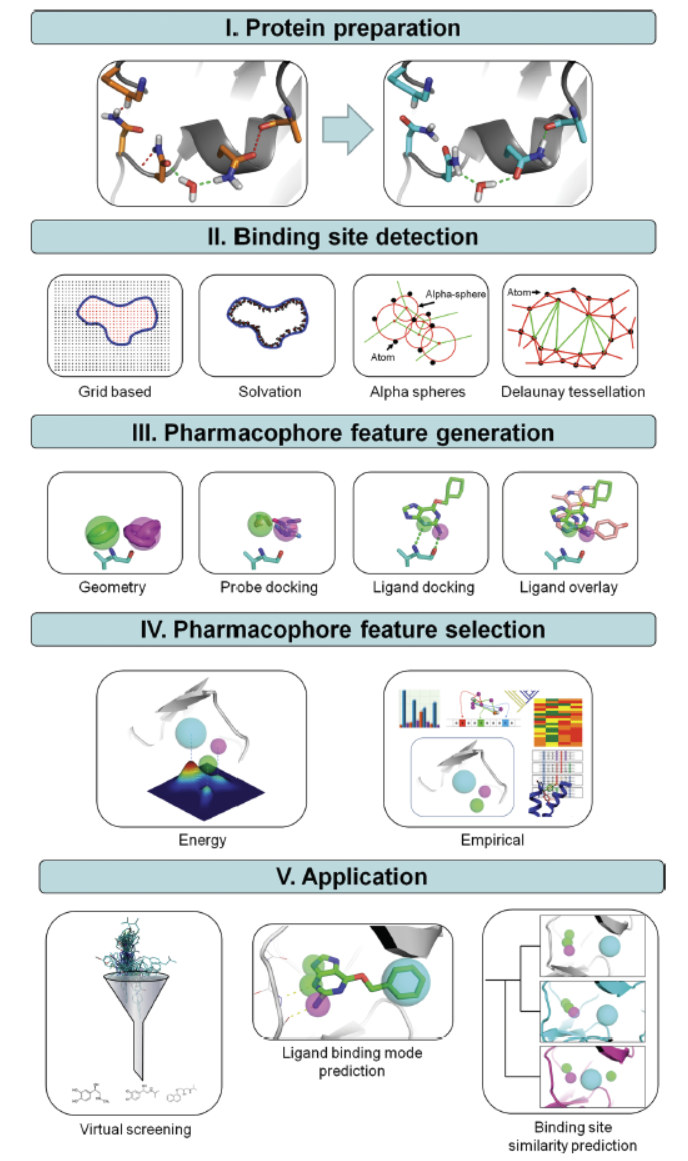 I. Protein preparation
II. Binding site detection
Alpha-sphere
Atom
Atom
Grid based
Solvation
Alpha spheres
Delaunay tessellation
III. Pharmacophore feature generation
Geometry
Probe docking
Ligand docking
Ligand overlay
IV. Pharmacophore feature selection
Energy
Empirical
V. Application
Virtual screening
Ligand binding mode
prediction
Binding site
similarity prediction